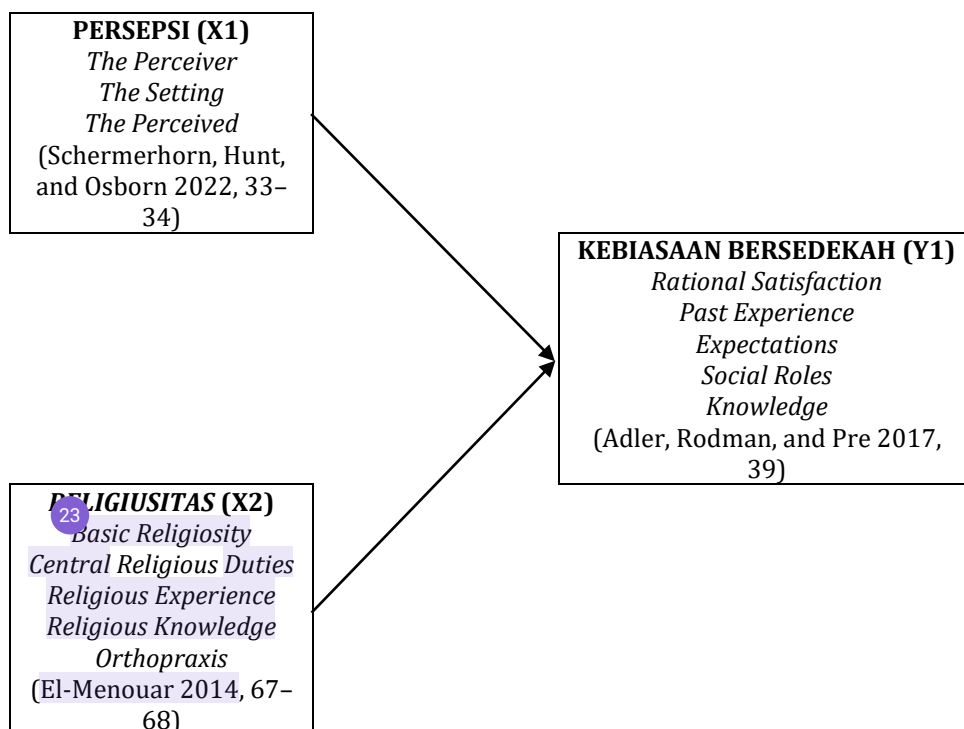 PERSEPSI (X1)
The Perceiver
The Setting
The Perceived
(Schermerhorn, Hunt,
and Osborn 2022, 33–
34)
KEBIASAAN BERSEDEKAH (Y1)
Rational Satisfaction
Past Experience
Expectations
Social Roles
Knowledge
(Adler, Rodman, and Pre 2017,
39)
RELIGIUSITAS (X2)
23
Basic Religiosity
Central Religious Duties
Religious Experience
Religious Knowledge
Orthopraxis
(El-Menouar 2014, 67–
68)